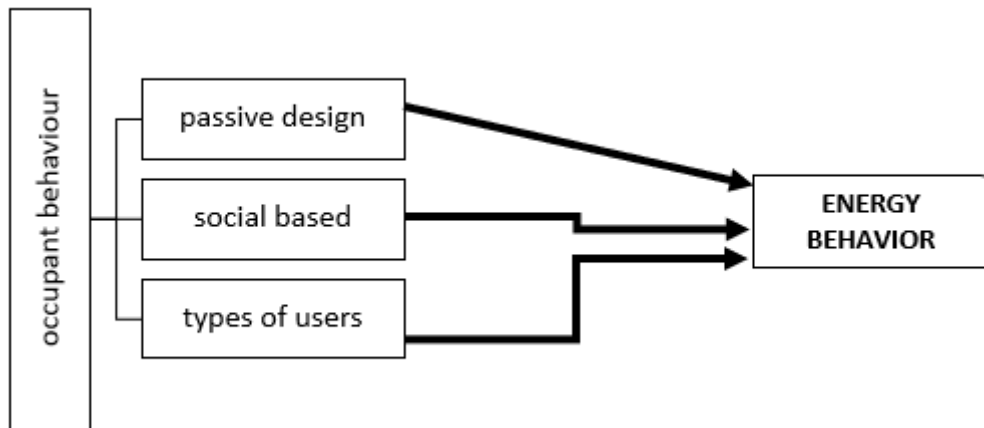 occupant behaviour
passive design
social based
types of users
ENERGY
BEHAVIOR